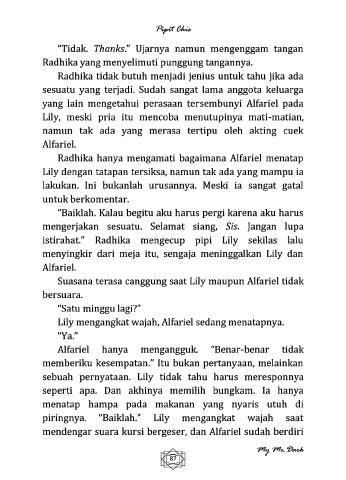 Pipit Chie
“Tidak. Thanks.” Ujarnya namun mengenggam tangan
Radhika yang menyelimuti punggung tangannya.
Radhika tidak butuh menjadi jenius untuk tahu jika ada
sesuatu yang terjadi. Sudah sangat lama anggota keluarga
yang lain mengetahui perasaan tersembunyi Alfariel pada
Lily, meski pria itu mencoba menutupinya mati-matian,
namun tak ada yang merasa tertipu oleh akting cuek
Alfariel.
Radhika hanya mengamati bagaimana Alfariel menatap
Lily dengan tatapan tersiksa, namun tak ada yang mampu ia
lakukan. Ini bukanlah urusannya. Meski ia sangat gatal
untuk berkomentar.
“Baiklah. Kalau begitu aku harus pergi karena aku harus
mengerjakan sesuatu. Selamat siang, Sis. Jangan lupa
istirahat.” Radhika mengecup pipi Lily sekilas lalu
menyingkir dari meja itu, sengaja meninggalkan Lily dan
Alfariel.
Suasana terasa canggung saat Lily maupun Alfariel tidak
bersuara.
“Satu minggu lagi?”
Lily mengangkat wajah, Alfariel sedang menatapnya.
“Ya.”
Alfariel hanya mengangguk. “Benar-benar tidak
memberiku kesempatan.” Itu bukan pertanyaan, melainkan
sebuah pernyataan. Lily tidak tahu harus meresponnya
seperti apa. Dan akhinya memilih bungkam. Ia hanya
menatap hampa pada makanan yang nyaris utuh di
piringnya. “Baiklah.” Lily mengangkat wajah saat
mendengar suara kursi bergeser, dan Alfariel sudah berdiri
My Mr. Dark
87